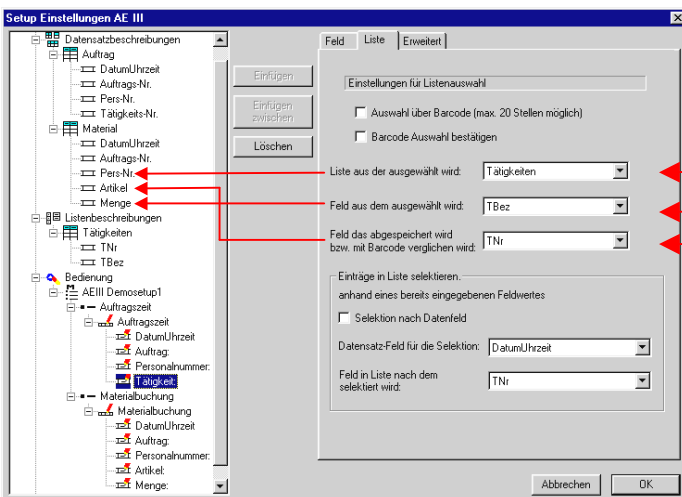 Setup Einstellungen AE III
Datensatzbeschreibungen
Auftrag
DatumUhrzeit
Auftrags-Nr.
Pers-Nr.
Tätigkeits-Nr.
Material
DatumUhrzeit
Auftrags-Nr.
Pers-Nr.
Artikel
Menge
Listenbeschreibungen
Tätigkeiten
TNr
TBez
Bedienung
AEIII Demosetup1
Auftragszeit
Auftragszeit
DatumUhrzeit
Auftrag:
Personalnummer:
Tätigkeit:
Materialbuchung
Materialbuchung
DatumUhrzeit
Auftrag:
Personalnummer:
Artikel:
Menge:
Einfügen
Einfügen
zwischen
Löschen
Feld Liste Erweitert
Einstellungen für Listenauswahl
Auswahl über Barcode (max. 20 Stellen möglich)
Barcode Auswahl bestätigen
Liste aus der ausgewählt wird: Tätigkeiten
Feld aus dem ausgewählt wird: TBez
Feld das abgespeichert wird
bzw. mit Barcode verglichen wird: TNr
Einträge in Liste selektieren.
anhand eines bereits eingegebenen Feldwertes
Selektion nach Datenfeld
Datensatz-Feld für die Selektion: DatumUhrzeit
Feld in Liste nach dem
selektiert wird: TNr
Abbrechen OK